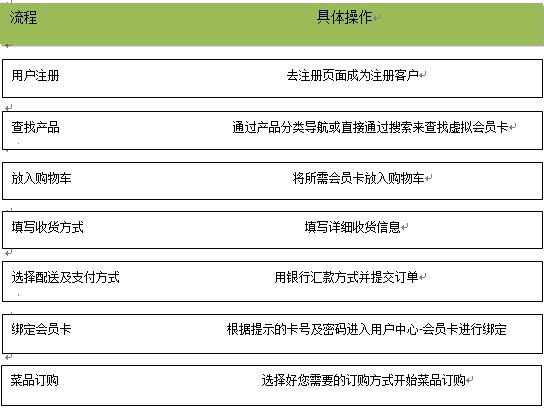 流程 具体操作
用户注册 去注册页面成为注册客户
查找产品 通过产品分类导航或直接通过搜索来查找虚拟会员卡
放入购物车 将所需会员卡放入购物车
填写收货方式 填写详细收货信息
选择配送及支付方式 用银行汇款方式并提交订单
绑定会员卡 根据提示的卡号及密码进入用户中心-会员卡进行绑定
菜品订购 选择好您需要的订购方式开始菜品订购